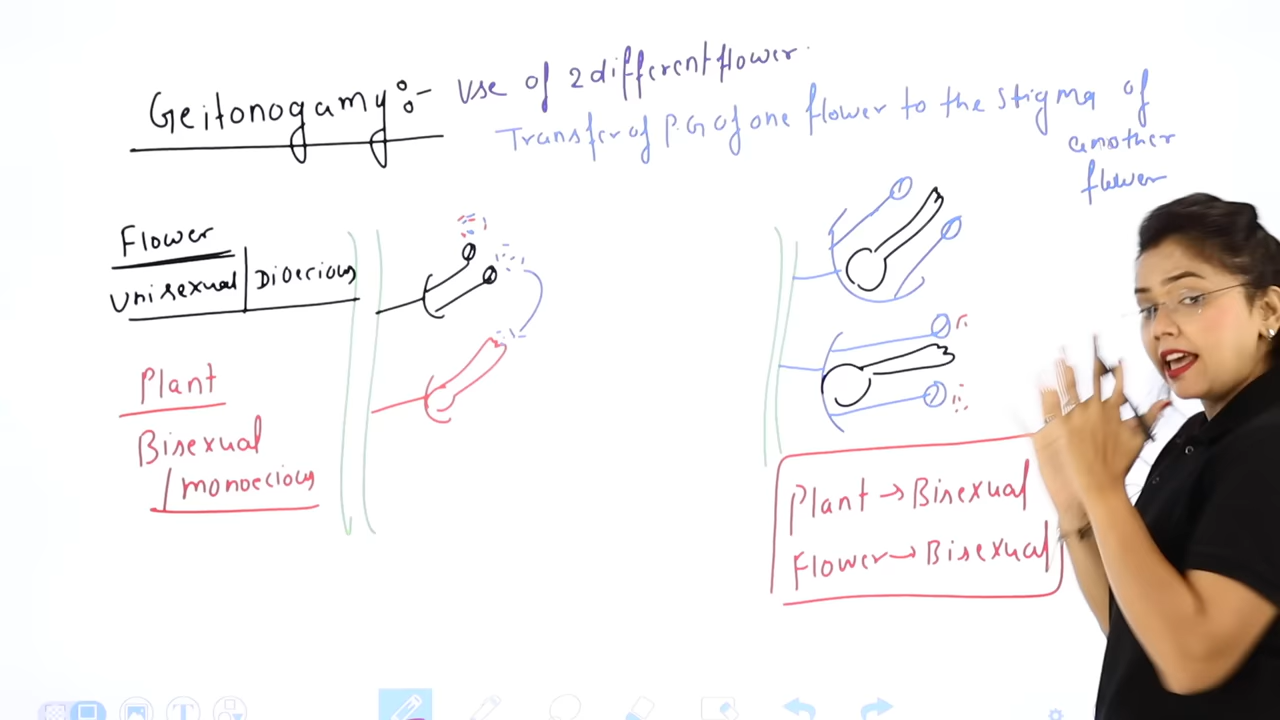 Geitonogamy:- Use of 2 different flower.
Transfer of P.G of one flower to the stigma of
another
flower
Flower
Unisexual | Dioecious
Plant
Bisexual
/monoecious
Plant → Bisexual
Flower → Bisexual
T